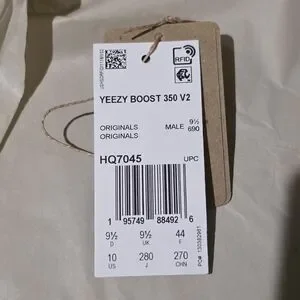 RFID
YEEZY BOOST 350 V2
ORIGINALS
ORIGINALS
MALE
9½
690
HQ7045
UPC
1 95749 88492 6
9½ 9½ 44
D UK F
10 280 270
US J CHN